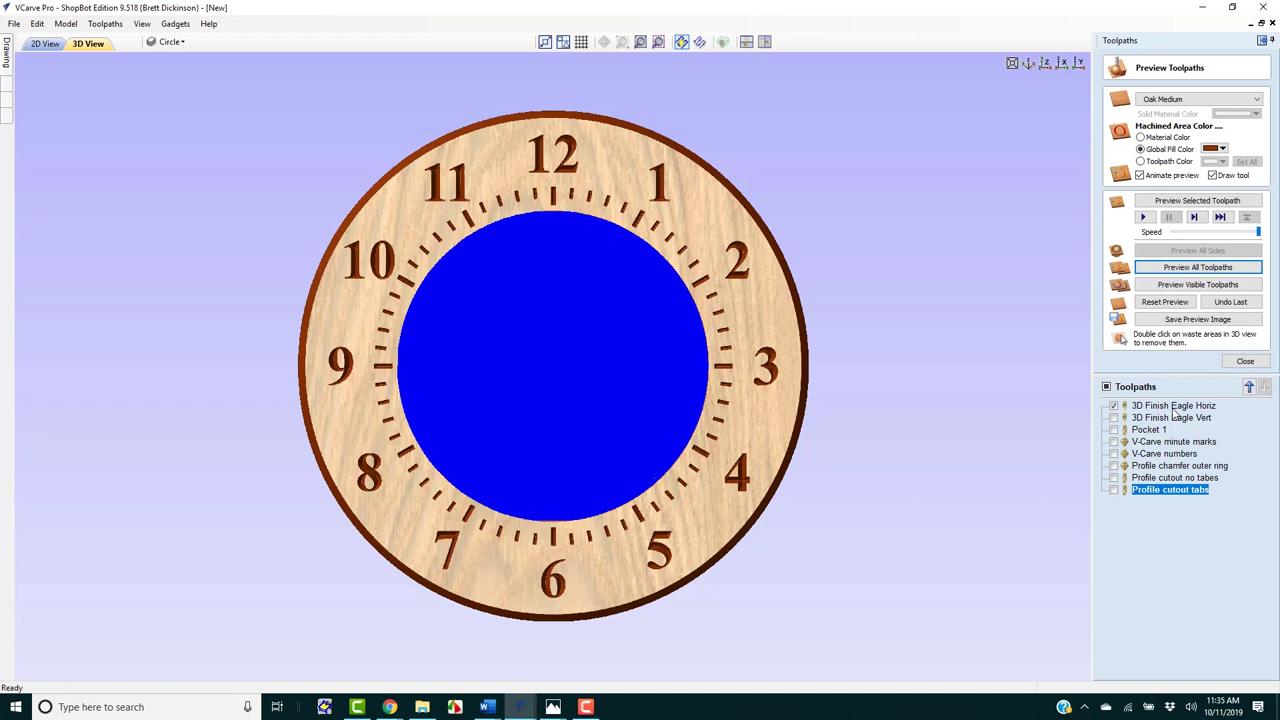 VCarve Pro - ShopBot Edition 9.518 (Brett Dickinson) - [New]
File Edit Model Toolpaths View Gadgets Help
2D View 3D View Circle
Drawing
Toolpaths
Preview Toolpaths
Oak Medium
Solid Material Color
Machined Area Color ....
Material Color
Global Fill Color
Toolpath Color Set All
Animate preview Draw tool
Preview Selected Toolpath
Speed
Preview All Sides
Preview All Toolpaths
Preview Visible Toolpaths
Reset Preview Undo Last
Save Preview Image
Double click on waste areas in 3D view
to remove them.
Close
Toolpaths
3D Finish Eagle Horiz
3D Finish Eagle Vert
Pocket 1
V-Carve minute marks
V-Carve numbers
Profile chamfer outer ring
Profile cutout no tabes
Profile cutout tabs
12
11 1
10 2
9 3
8 4
7 5
6
Ready
Type here to search
11:35 AM
10/11/2019